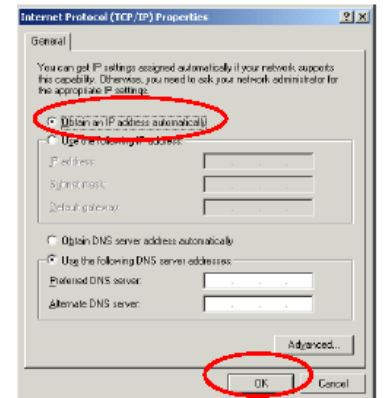 Internet Protocol (TCP/IP) Properties
General
You can get IP settings assigned automatically if your network supports
this capability. Otherwise, you need to ask your network administrator for
the appropriate IP settings.
Obtain an IP address automatically
Use the following IP address:
IP address:
Subnet mask:
Default gateway:
Obtain DNS server address automatically
Use the following DNS server addresses:
Preferred DNS server:
Alternate DNS server:
Advanced...
OK
Cancel